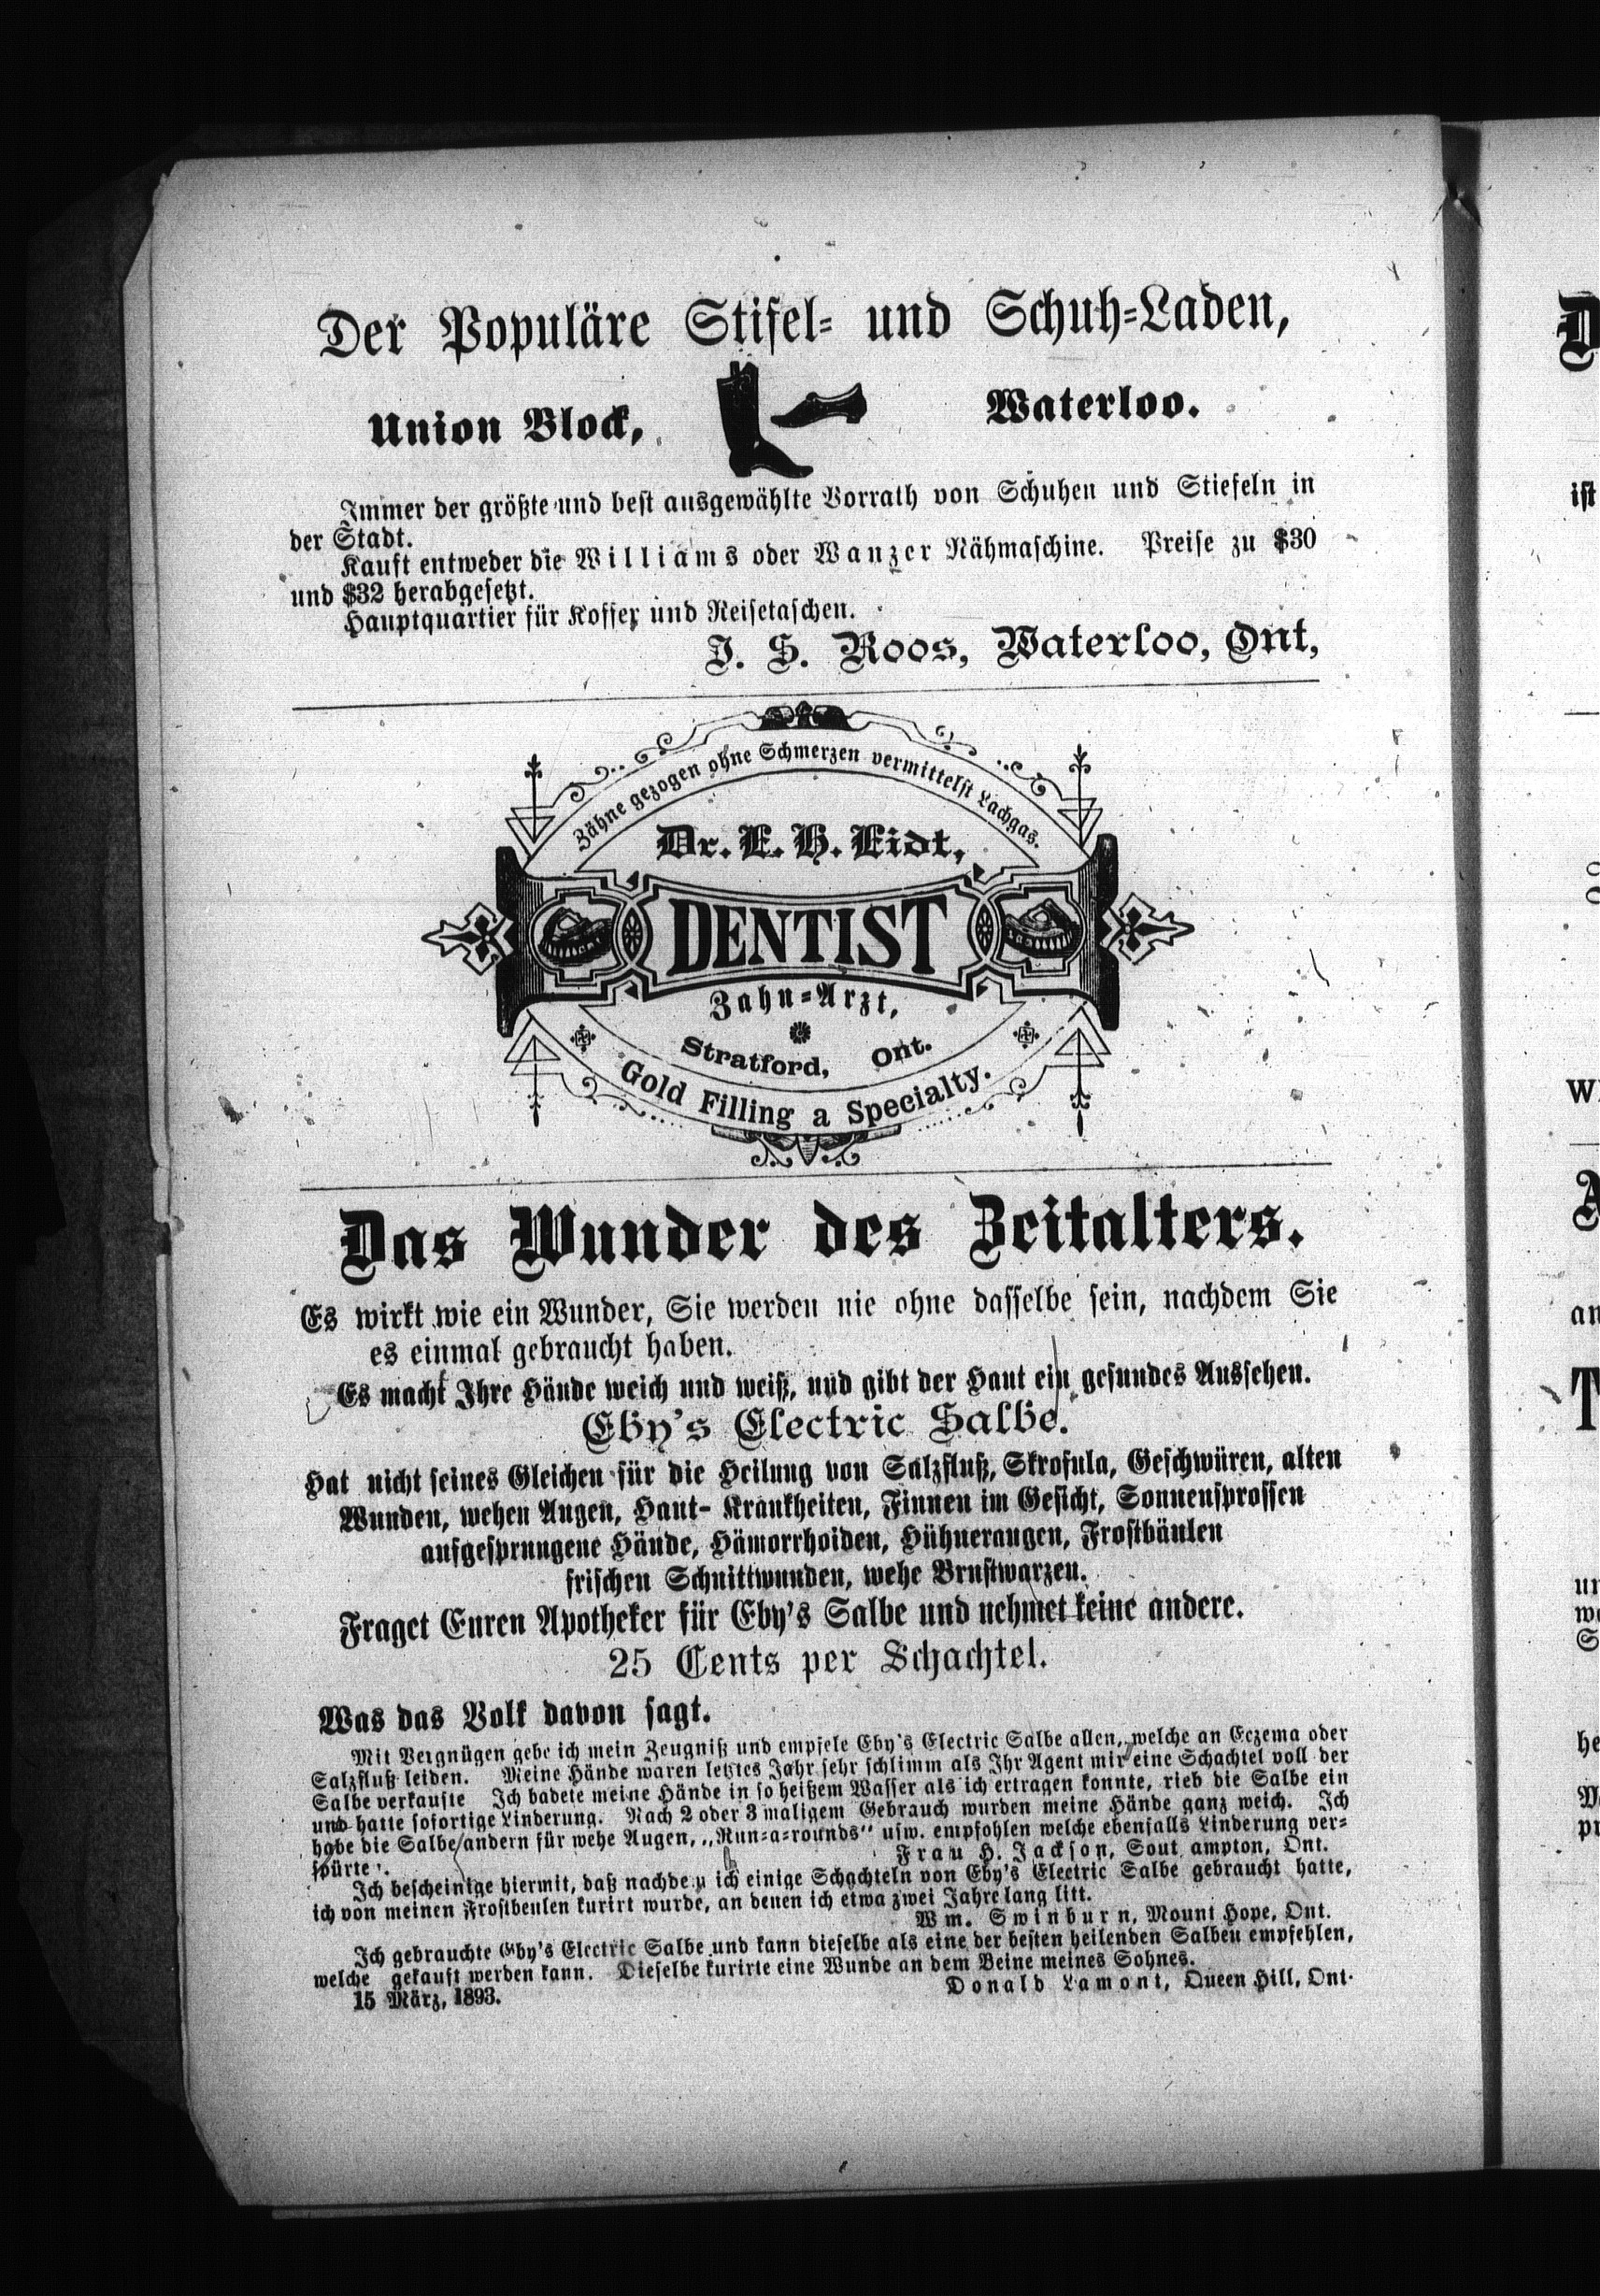 Der Populäre Stifel- und Schuh-Laden,
Union Block, Waterloo.
Immer der größte und best ausgewählte Vorrath von Schuhen und Stiefeln in
der Stadt.
Kauft entweder die Williams oder Wanzer Nähmaschine. Preise zu $30
und $32 herabgesetzt.
Hauptquartier für Koffer und Reisetaschen.
J. S. Roos, Waterloo, Ont,
Zähne gezogen ohne Schmerzen vermittelst Lachgas.
Dr. E. H. Eidt,
DENTIST
Zahn-Arzt,
Stratford, Ont.
Gold Filling a Specialty.
Das Wunder des Zeitalters.
Es wirkt wie ein Wunder, Sie werden nie ohne dasselbe sein, nachdem Sie
es einmal gebraucht haben.
Es macht Ihre Hände weich und weiß, und gibt der Haut ein gesundes Aussehen.
Eby's Electric Salbe.
Hat nicht seines Gleichen für die Heilung von Salzfluß, Skrofula, Geschwüren, alten
Wunden, wehen Augen, Haut- Krankheiten, Finnen im Gesicht, Sonnensprossen
aufgesprungene Hände, Hämorrhoiden, Hühneraugen, Frostbäulen
frischen Schnittwunden, wehe Brustwarzen.
Fraget Euren Apotheker für Eby's Salbe und nehmet keine andere.
25 Cents per Schachtel.
Was das Volk davon sagt.
Mit Vergnügen gebe ich mein Zeugniß und empfele Eby's Electric Salbe allen, welche an Eczema oder
Salzfluß leiden. Meine Hände waren letztes Jahr sehr schlimm als Ihr Agent mir eine Schachtel voll der
Salbe verkaufte Ich badete meine Hände in so heißem Wasser als ich ertragen konnte, rieb die Salbe ein
und hatte sofortige Linderung. Nach 2 oder 3 maligem Gebrauch wurden meine Hände ganz weich. Ich
habe die Salbe andern für wehe Augen, „Run-a-rounds" usw. empfohlen welche ebenfalls Linderung ver-
spürten.
Frau H. Jackson, Sout ampton, Ont.
Ich bescheinige hiermit, daß nachdem ich einige Schachteln von Eby's Electric Salbe gebraucht hatte,
ich von meinen Frostbeulen kurirt wurde, an denen ich etwa zwei Jahre lang litt.
Wm. Swinburn, Mount Hope, Ont.
Ich gebrauchte Eby's Electric Salbe und kann dieselbe als eine der besten heilenden Salben empfehlen,
welche gekauft werden kann. Dieselbe kurirte eine Wunde an dem Beine meines Sohnes.
Donald Lamont, Queen Hill, Ont.
15 März, 1893.